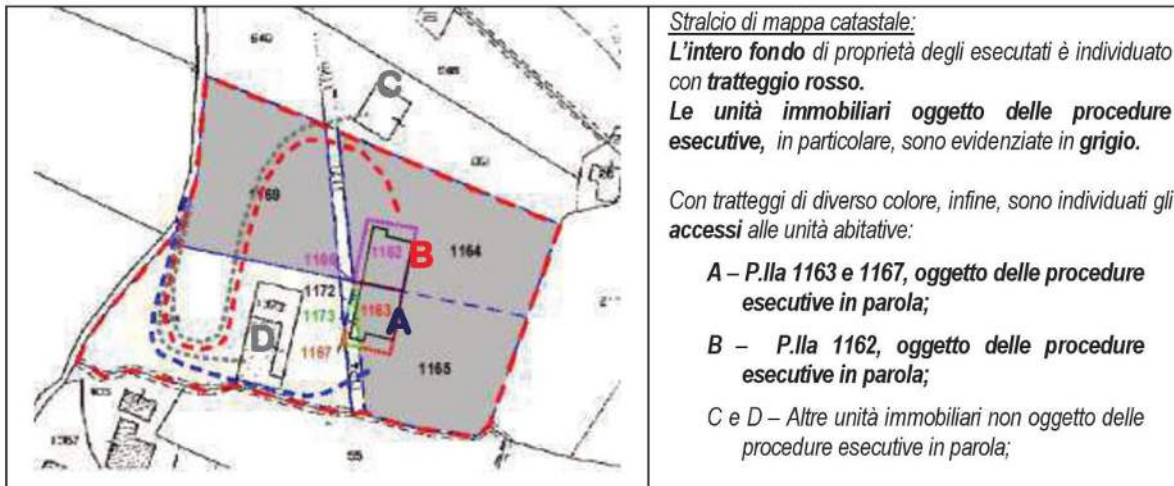 C
1169
1162
B
1164
1166
1172
1163
1173
A
D
1167
1165
55
Stralcio di mappa catastale:
L'intero fondo di proprietà degli esecutati è individuato
con tratteggio rosso.
Le unità immobiliari oggetto delle procedure
esecutive, in particolare, sono evidenziate in grigio.
Con tratteggi di diverso colore, infine, sono individuati gli
accessi alle unità abitative:
A – P.lla 1163 e 1167, oggetto delle procedure
esecutive in parola;
B – P.lla 1162, oggetto delle procedure
esecutive in parola;
C e D – Altre unità immobiliari non oggetto delle
procedure esecutive in parola;